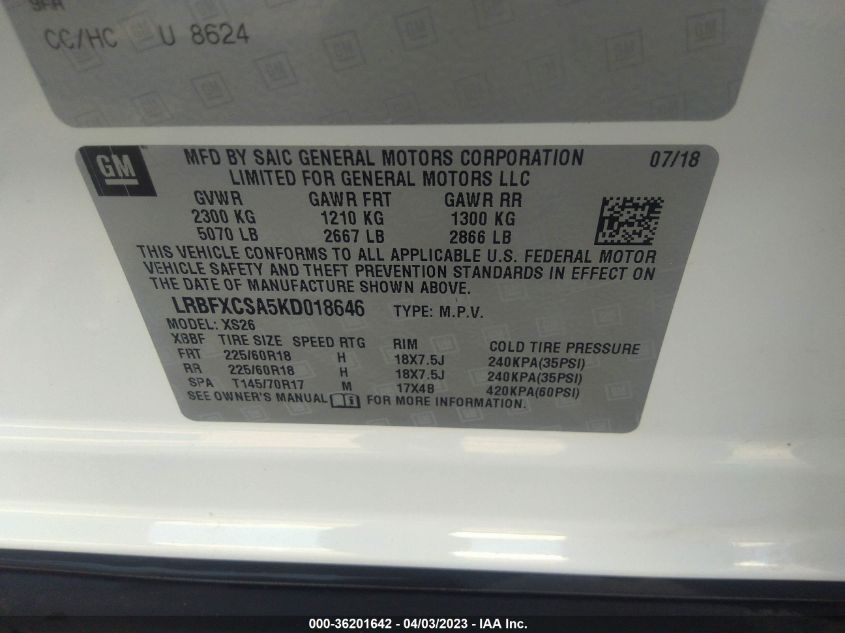 CC/HC U 8624
GM
MFD BY SAIC GENERAL MOTORS CORPORATION 07/18
LIMITED FOR GENERAL MOTORS LLC
GVWR GAWR FRT GAWR RR
2300 KG 1210 KG 1300 KG
5070 LB 2667 LB 2866 LB
THIS VEHICLE CONFORMS TO ALL APPLICABLE U.S. FEDERAL MOTOR
VEHICLE SAFETY AND THEFT PREVENTION STANDARDS IN EFFECT ON
THE DATE OF MANUFACTURE SHOWN ABOVE.
LRBFXCSA5KD018646 TYPE: M.P.V.
MODEL: XS26
XBBF TIRE SIZE SPEED RTG RIM COLD TIRE PRESSURE
FRT 225/60R18 H 18X7.5J 240KPA(35PSI)
RR 225/60R18 H 18X7.5J 240KPA(35PSI)
SPA T145/70R17 M 17X4B 420KPA(60PSI)
SEE OWNER'S MANUAL FOR MORE INFORMATION.
000-36201642 - 04/03/2023 - IAA Inc.